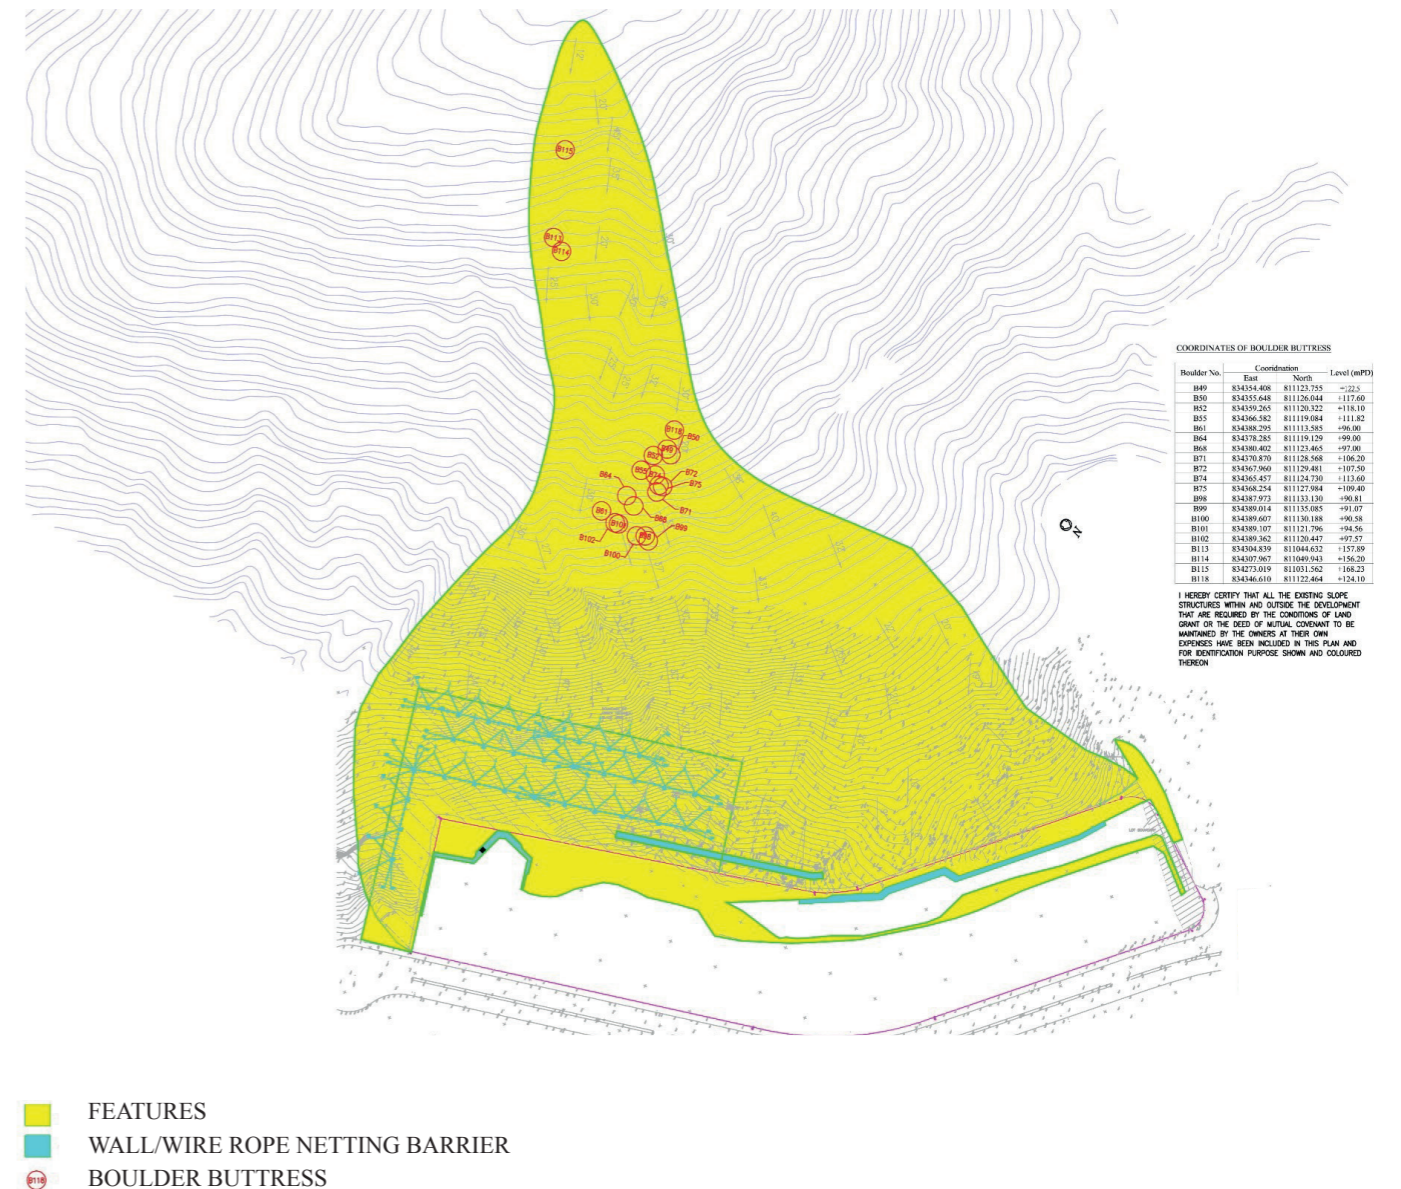 B115
B113
B114
B118
B50
B49
B52
B55
B74
B72
B75
B64
B71
B61
B68
B101
B99
B102
B98
B100
N
COORDINATES OF BOULDER BUTTRESS
Boulder No. Cooridnation Level (mPD)
East North
B49 834354.408 811123.755 +122.5
B50 834355.648 811126.044 +117.60
B52 834359.265 811120.322 +118.10
B55 834366.582 811119.084 +111.82
B61 834388.295 811113.585 +96.00
B64 834378.285 811119.129 +99.00
B68 834380.402 811123.465 +97.00
B71 834370.870 811128.568 +106.20
B72 834367.960 811129.481 +107.50
B74 834365.457 811124.730 +113.60
B75 834368.254 811127.984 +109.40
B98 834387.973 811133.130 +90.81
B99 834389.014 811135.085 +91.07
B100 834389.607 811130.188 +90.58
B101 834389.107 811121.796 +94.56
B102 834389.362 811120.447 +97.57
B113 834304.839 811044.632 +157.89
B114 834307.967 811049.943 +156.20
B115 834273.019 811031.562 +168.23
B118 834346.610 811122.464 +124.10
I HEREBY CERTIFY THAT ALL THE EXISTING SLOPE
STRUCTURES WITHIN AND OUTSIDE THE DEVELOPMENT
THAT ARE REQUIRED BY THE CONDITIONS OF LAND
GRANT OR THE DEED OF MUTUAL COVENANT TO BE
MAINTAINED BY THE OWNERS AT THEIR OWN
EXPENSES HAVE BEEN INCLUDED IN THIS PLAN AND
FOR IDENTIFICATION PURPOSE SHOWN AND COLOURED
THEREON
FEATURES
WALL/WIRE ROPE NETTING BARRIER
B118
BOULDER BUTTRESS